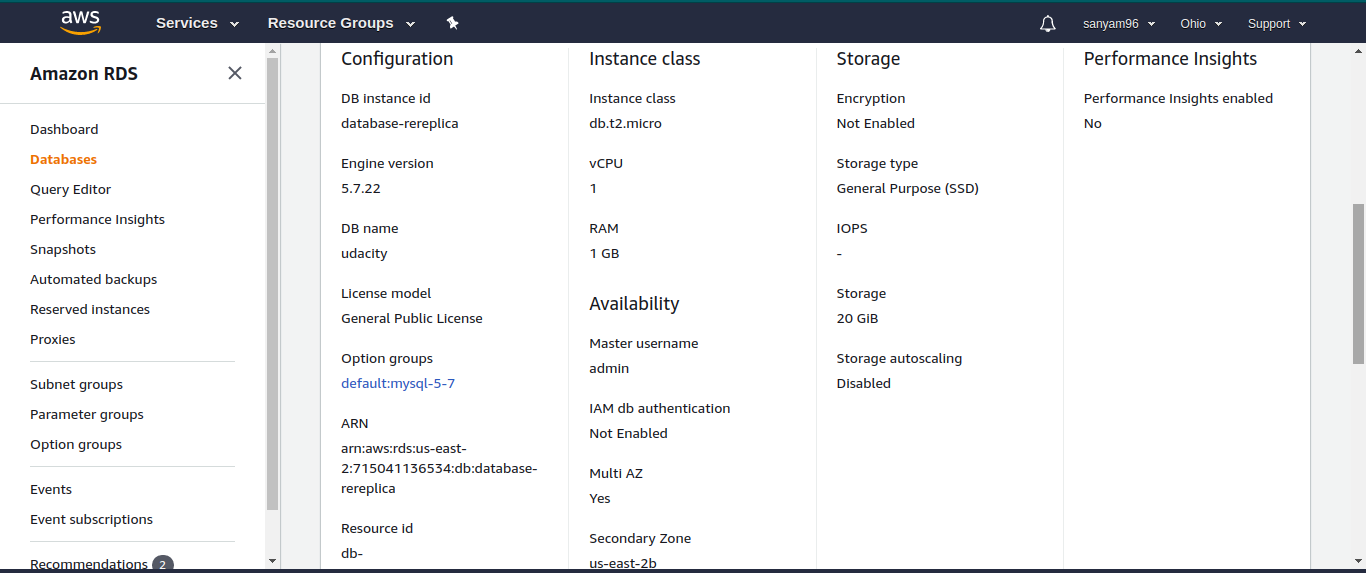 aws
Services
Resource Groups
sanyam96
Ohio
Support
Amazon RDS
Dashboard
Databases
Query Editor
Performance Insights
Snapshots
Automated backups
Reserved instances
Proxies
Subnet groups
Parameter groups
Option groups
Events
Event subscriptions
Recommendations 2
Configuration
DB instance id
database-rereplica
Engine version
5.7.22
DB name
udacity
License model
General Public License
Option groups
default:mysql-5-7
ARN
arn:aws:rds:us-east-
2:715041136534:db:database-
rereplica
Resource id
db-
Instance class
Instance class
db.t2.micro
vCPU
1
RAM
1 GB
Availability
Master username
admin
IAM db authentication
Not Enabled
Multi AZ
Yes
Secondary Zone
us-east-2b
Storage
Encryption
Not Enabled
Storage type
General Purpose (SSD)
IOPS
-
Storage
20 GiB
Storage autoscaling
Disabled
Performance Insights
Performance Insights enabled
No